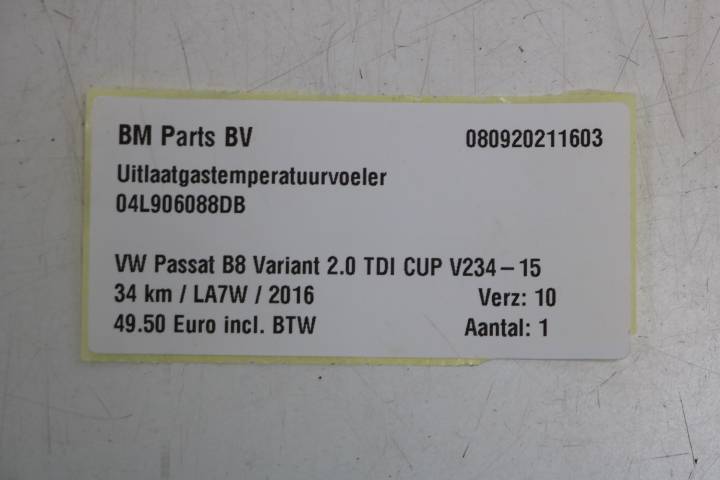 BM Parts BV 080920211603
Uitlaatgastemperatuurvoeler
04L906088DB
VW Passat B8 Variant 2.0 TDI CUP V234-15
34 km / LA7W / 2016 Verz: 10
49.50 Euro incl. BTW Aantal: 1